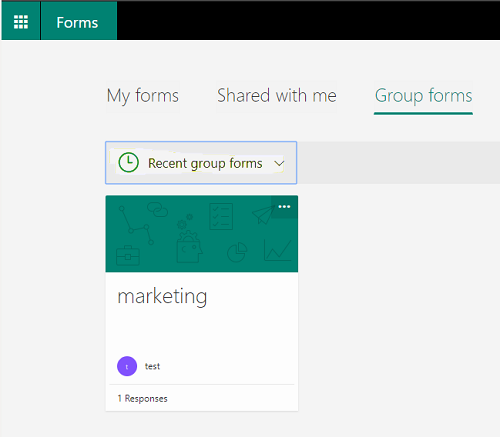 Forms
My forms Shared with me Group forms
Recent group forms
marketing
t test
1 Responses